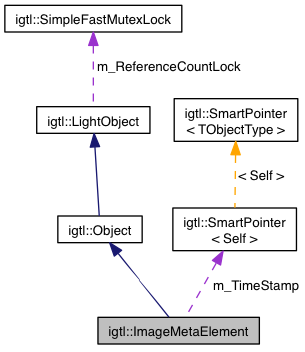 igtl::SimpleFastMutexLock
m_ReferenceCountLock
igtl::LightObject
igtl::SmartPointer
< TObjectType >
< Self >
igtl::Object
igtl::SmartPointer
< Self >
m_TimeStamp
igtl::ImageMetaElement